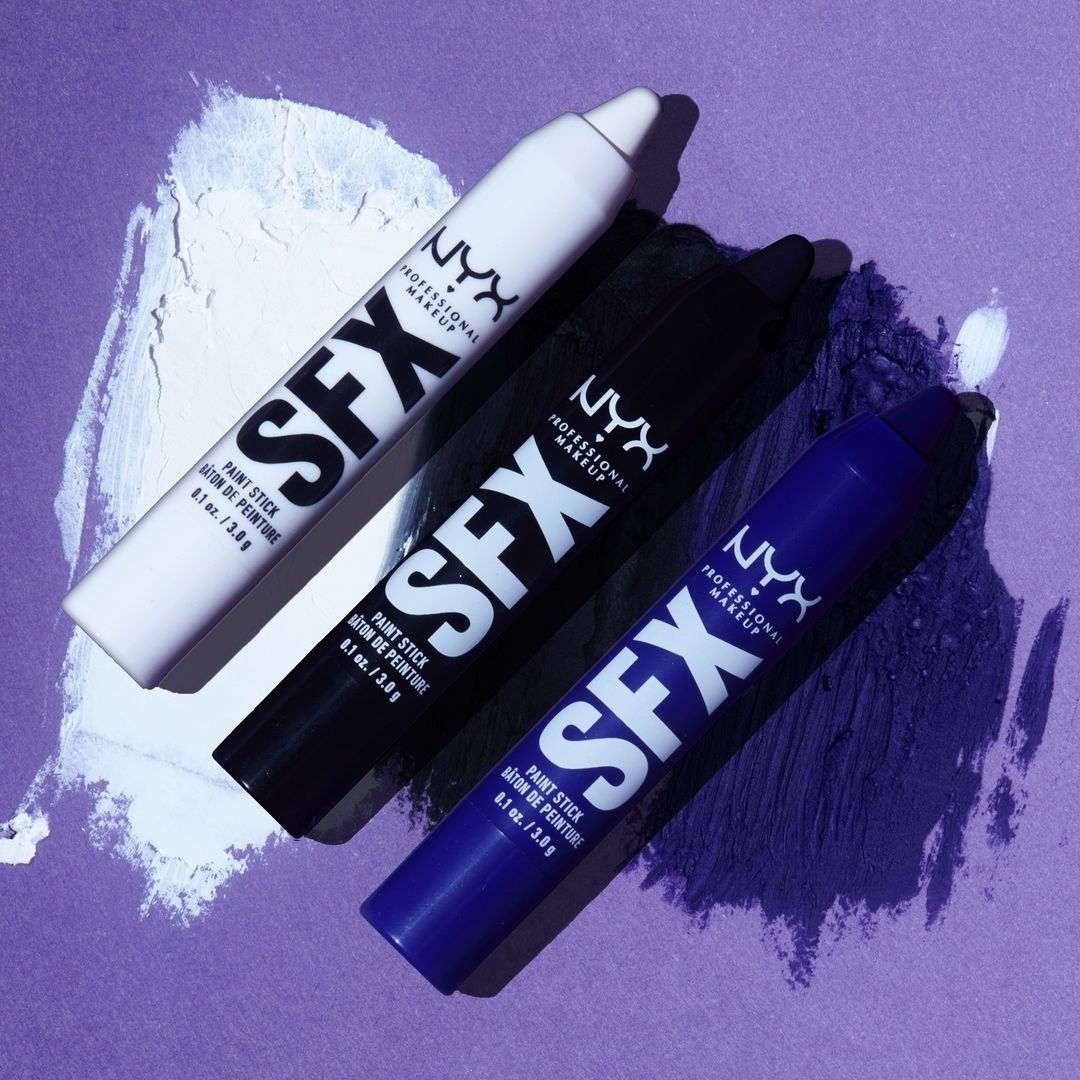 NYX
PROFESSIONAL
MAKEUP
SFX
PAINT STICK
BÂTON DE PEINTURE
0.1 oz. / 3.0 g
NYX
PROFESSIONAL
MAKEUP
SFX
PAINT STICK
BÂTON DE PEINTURE
0.1 oz. / 3.0 g
NYX
PROFESSIONAL
MAKEUP
SFX
PAINT STICK
BÂTON DE PEINTURE
0.1 oz. / 3.0 g